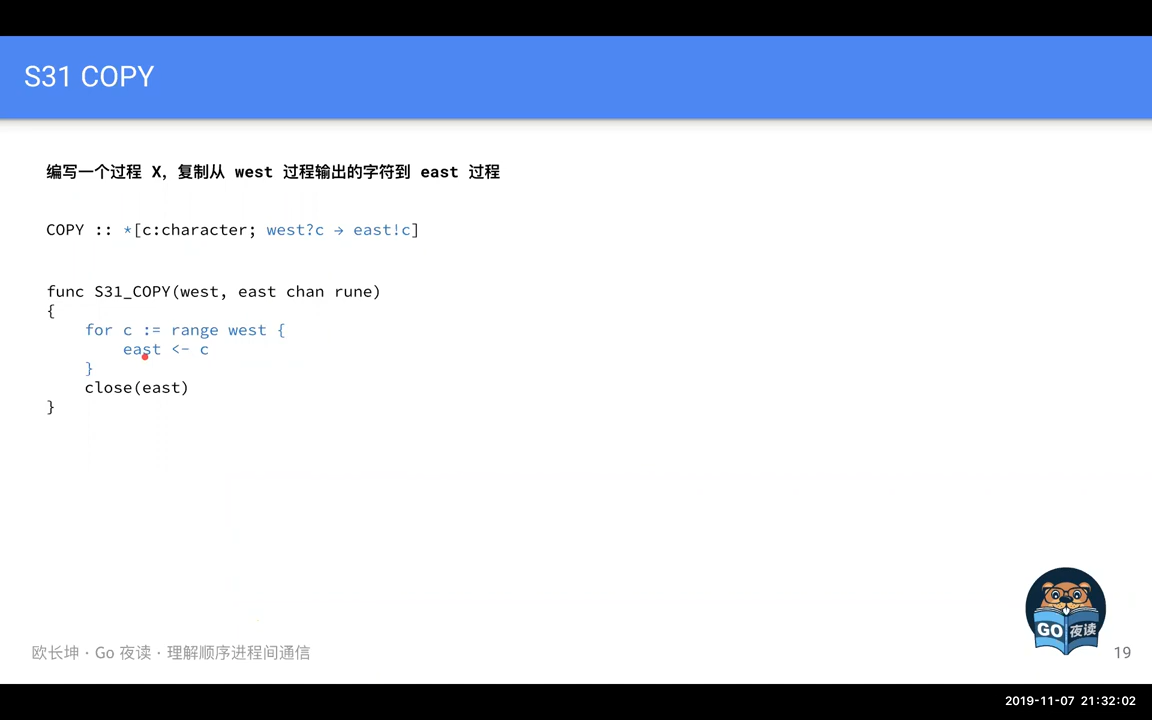 S31 COPY
编写一个过程 X，复制从 west 过程输出的字符到 east 过程
COPY :: *[c:character; west?c → east!c]
func S31_COPY(west, east chan rune)
{
    for c := range west {
        east <- c
    }
    close(east)
}
GO 夜读
欧长坤 · Go 夜读 · 理解顺序进程间通信
19
2019-11-07 21:32:02